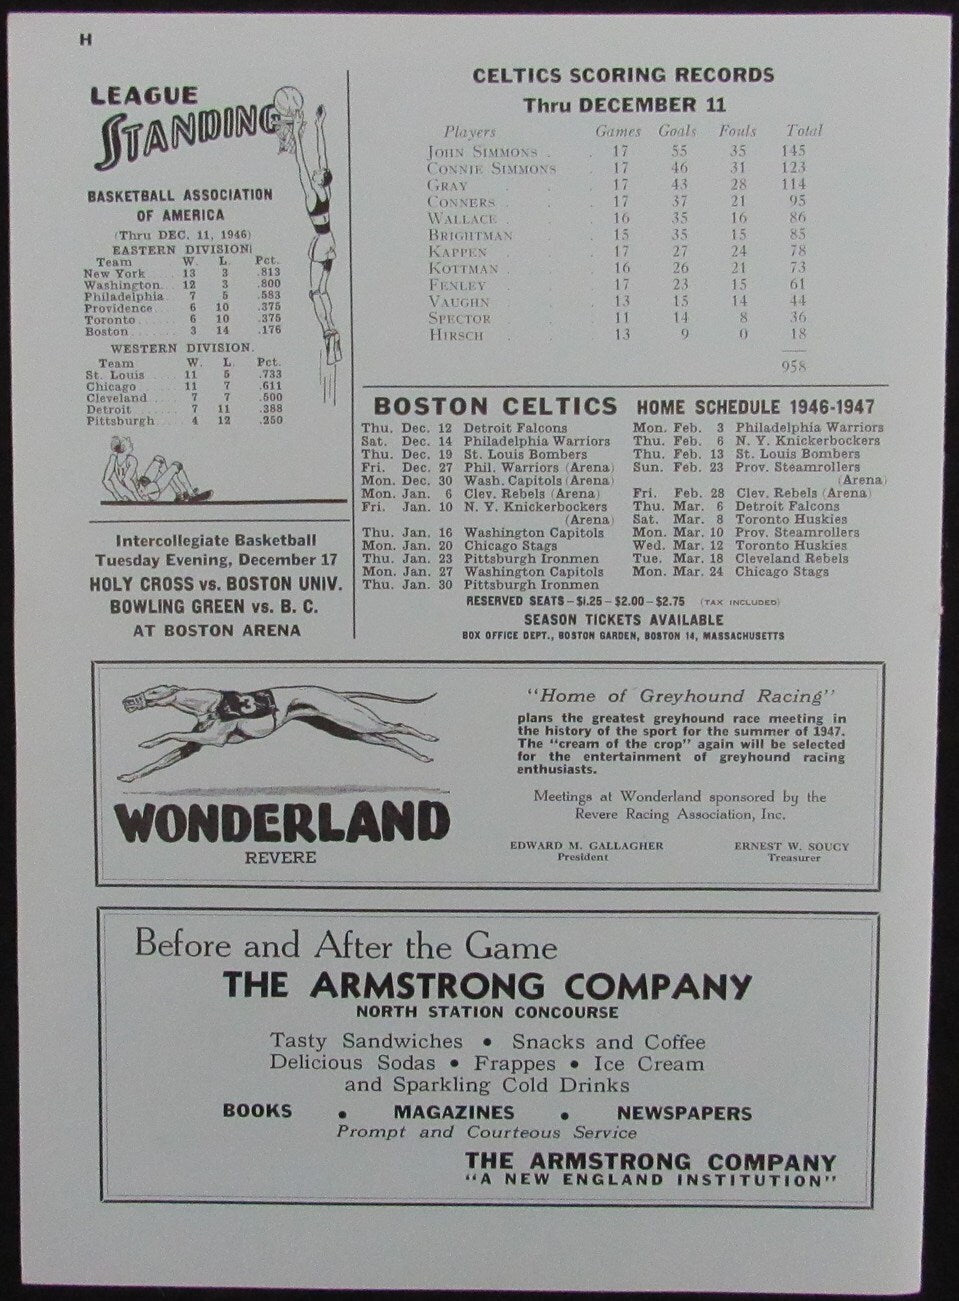 H
LEAGUE
STANDING
BASKETBALL ASSOCIATION
OF AMERICA
(Thru DEC. 11, 1946)
EASTERN DIVISION
Team W. L. Pct.
New York 13 3 .813
Washington 12 3 .800
Philadelphia 7 5 .583
Providence 6 10 .375
Toronto 6 10 .375
Boston 3 14 .176
WESTERN DIVISION.
Team W. L. Pct.
St. Louis 11 5 .733
Chicago 11 7 .611
Cleveland 7 7 .500
Detroit 7 11 .388
Pittsburgh 4 12 .250
Intercollegiate Basketball
Tuesday Evening, December 17
HOLY CROSS vs. BOSTON UNIV.
BOWLING GREEN vs. B. C.
AT BOSTON ARENA
CELTICS SCORING RECORDS
Thru DECEMBER 11
Players Games Goals Fouls Total
JOHN SIMMONS . . 17 55 35 145
CONNIE SIMMONS . 17 46 31 123
GRAY . . . 17 43 28 114
CONNERS . . . 17 37 21 95
WALLACE . . . 16 35 16 86
BRIGHTMAN . . 15 35 15 85
KAPPEN . . . 17 27 24 78
KOTTMAN . . . 16 26 21 73
FENLEY . . . 17 23 15 61
VAUGHN . . . 13 15 14 44
SPECTOR . . . 11 14 8 36
HIRSCH . . . 13 9 0 18
958
BOSTON CELTICS HOME SCHEDULE 1946-1947
Thu. Dec. 12 Detroit Falcons
Sat. Dec. 14 Philadelphia Warriors
Thu. Dec. 19 St. Louis Bombers
Fri. Dec. 27 Phil. Warriors (Arena)
Mon. Dec. 30 Wash. Capitols (Arena)
Mon. Jan. 6 Clev. Rebels (Arena)
Fri. Jan. 10 N. Y. Knickerbockers
(Arena)
Thu. Jan. 16 Washington Capitols
Mon. Jan. 20 Chicago Stags
Thu. Jan. 23 Pittsburgh Ironmen
Mon. Jan. 27 Washington Capitols
Thu. Jan. 30 Pittsburgh Ironmen
Mon. Feb. 3 Philadelphia Warriors
Thu. Feb. 6 N. Y. Knickerbockers
Thu. Feb. 13 St. Louis Bombers
Sun. Feb. 23 Prov. Steamrollers
(Arena)
Fri. Feb. 28 Clev. Rebels (Arena)
Thu. Mar. 6 Detroit Falcons
Sat. Mar. 8 Toronto Huskies
Mon. Mar. 10 Prov. Steamrollers
Wed. Mar. 12 Toronto Huskies
Tue. Mar. 18 Cleveland Rebels
Mon. Mar. 24 Chicago Stags
RESERVED SEATS – $1.25 – $2.00 – $2.75 (TAX INCLUDED)
SEASON TICKETS AVAILABLE
BOX OFFICE DEPT., BOSTON GARDEN, BOSTON 14, MASSACHUSETTS
3
WONDERLAND
REVERE
"Home of Greyhound Racing"
plans the greatest greyhound race meeting in
the history of the sport for the summer of 1947.
The "cream of the crop" again will be selected
for the entertainment of greyhound racing
enthusiasts.
Meetings at Wonderland sponsored by the
Revere Racing Association, Inc.
EDWARD M. GALLAGHER ERNEST W. SOUCY
President Treasurer
Before and After the Game
THE ARMSTRONG COMPANY
NORTH STATION CONCOURSE
Tasty Sandwiches • Snacks and Coffee
Delicious Sodas • Frappes • Ice Cream
and Sparkling Cold Drinks
BOOKS • MAGAZINES • NEWSPAPERS
Prompt and Courteous Service
THE ARMSTRONG COMPANY
"A NEW ENGLAND INSTITUTION"